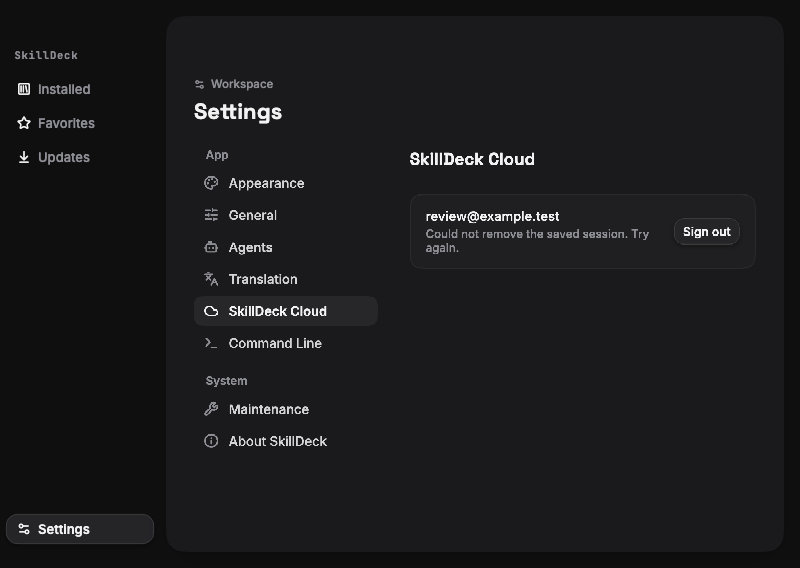 SkillDeck
Installed
Favorites
Updates
Settings
Workspace
Settings
App
Appearance
General
Agents
Translation
SkillDeck Cloud
Command Line
System
Maintenance
About SkillDeck
SkillDeck Cloud
review@example.test
Could not remove the saved session. Try
again.
Sign out